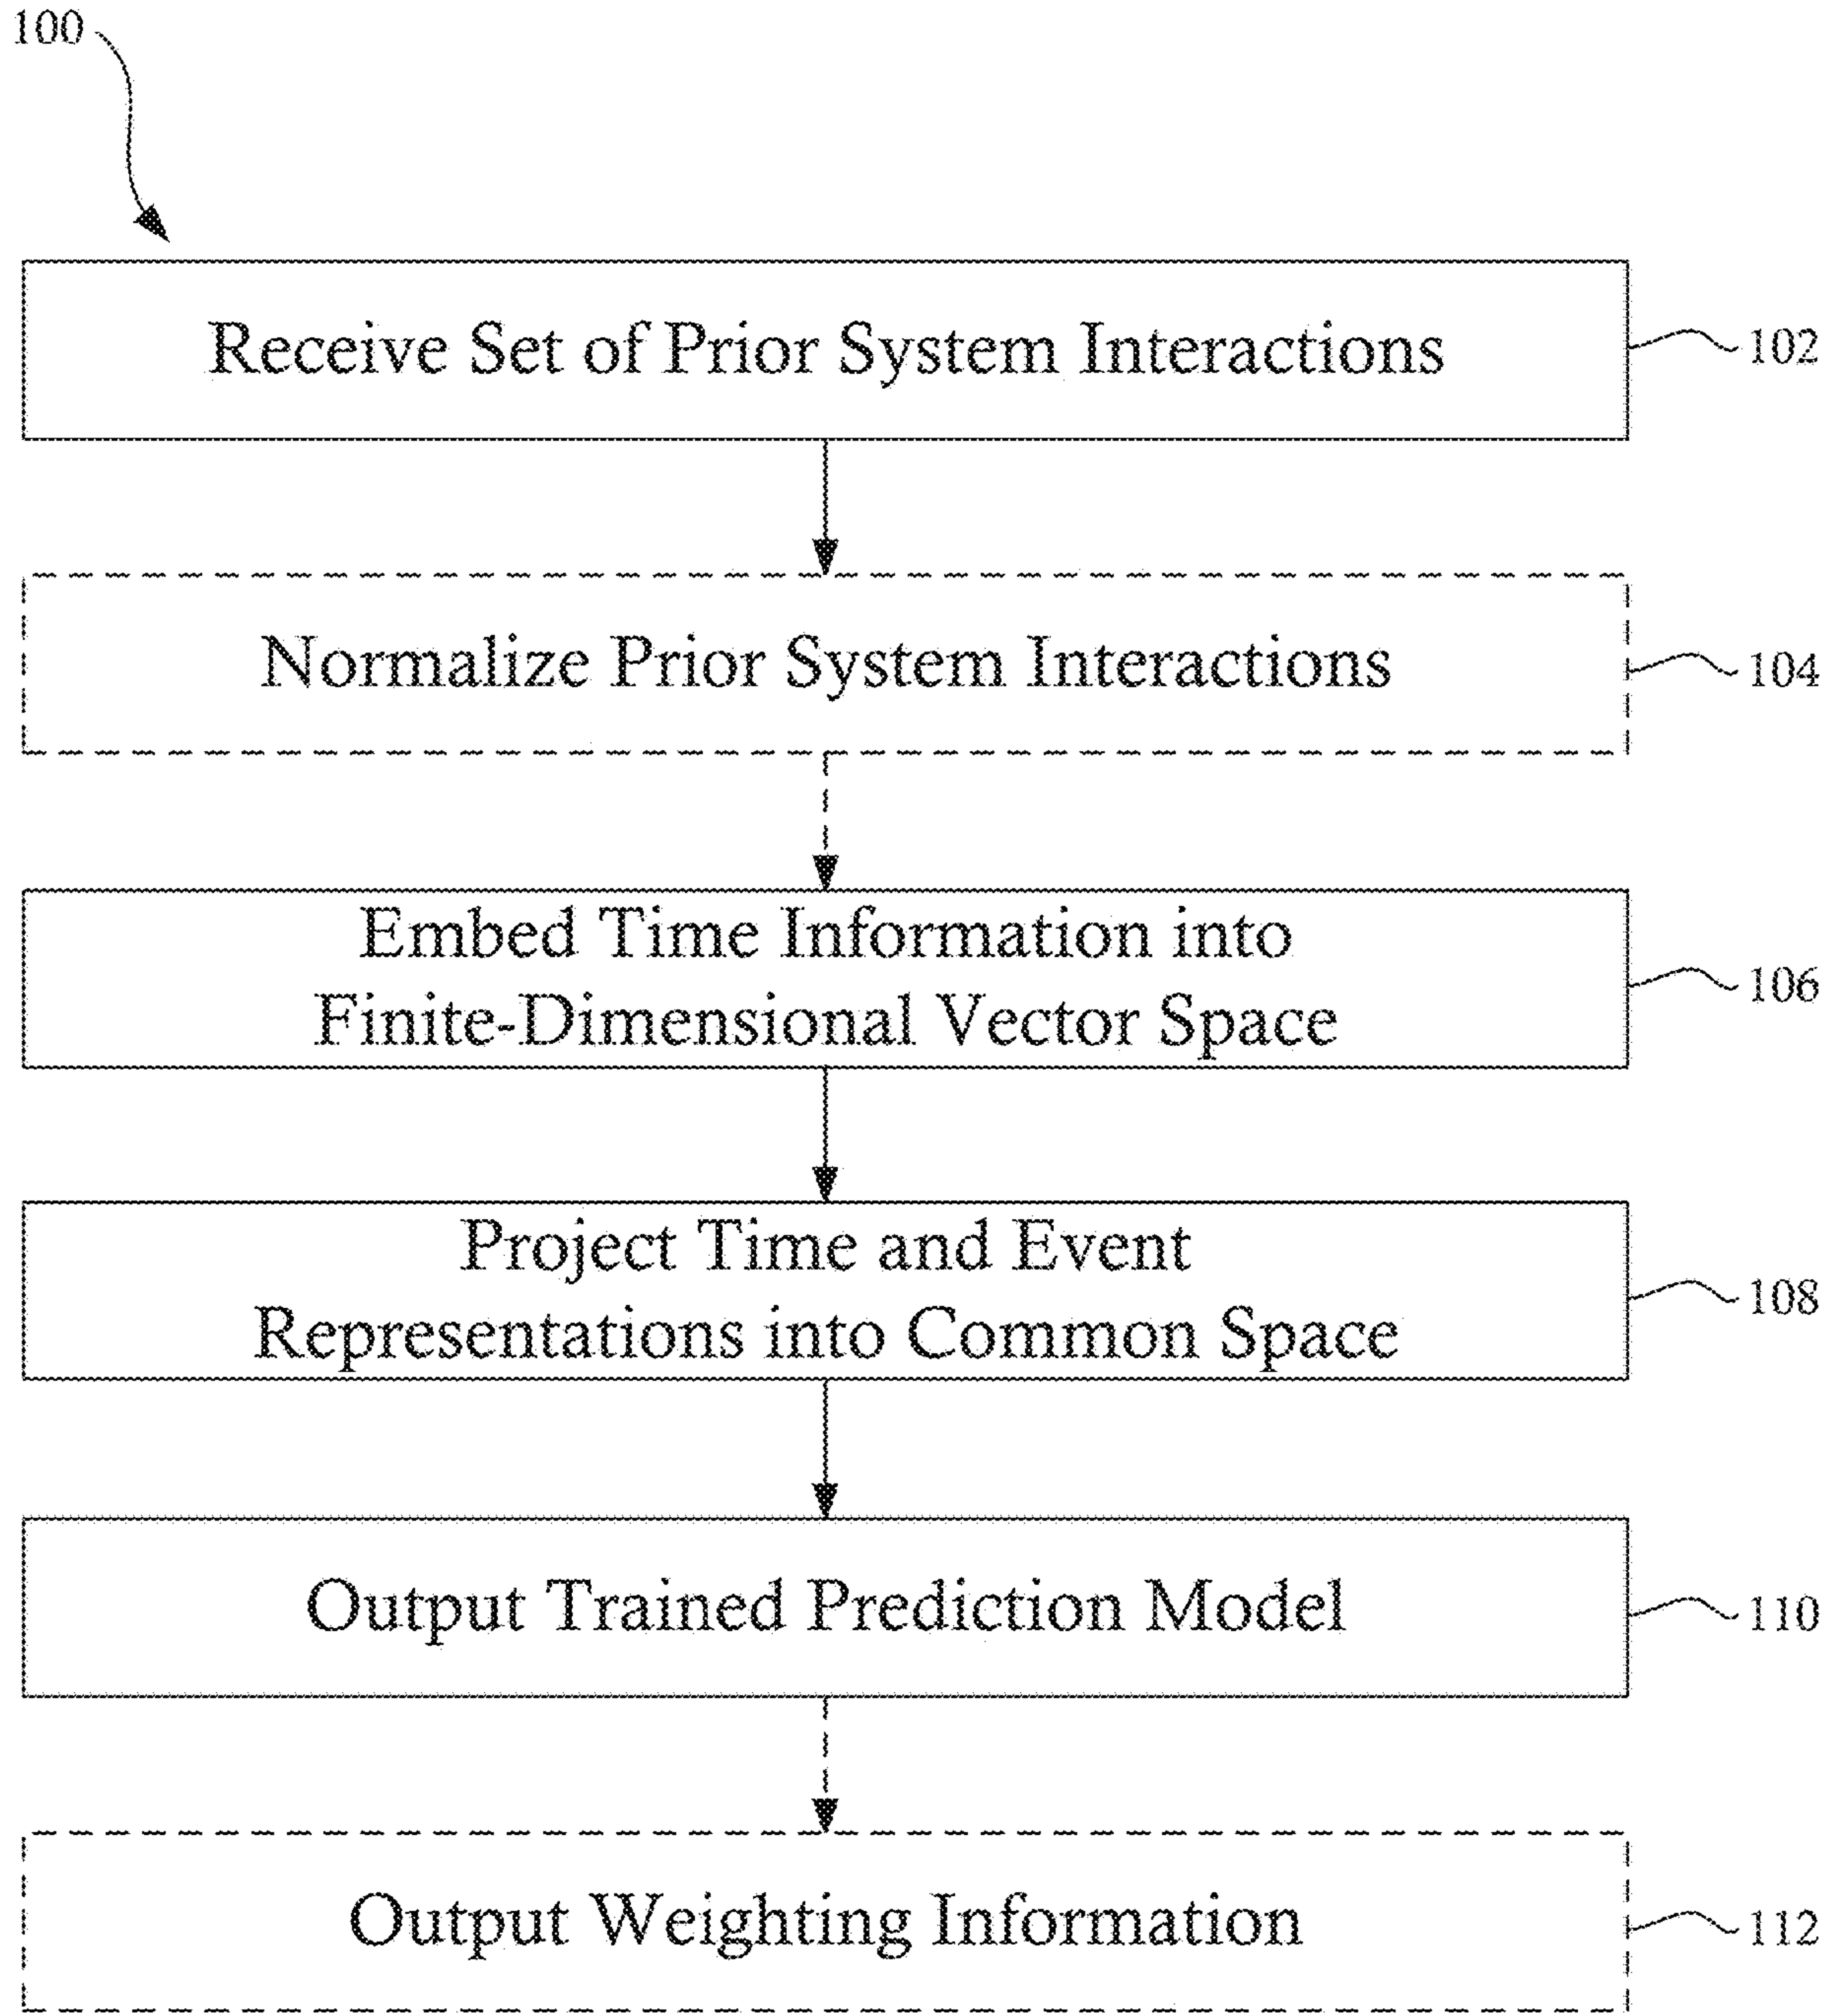 100
Receive Set of Prior System Interactions
102
Normalize Prior System Interactions
104
Embed Time Information into
Finite-Dimensional Vector Space
106
Project Time and Event
Representations into Common Space
108
Output Trained Prediction Model
110
Output Weighting Information
112